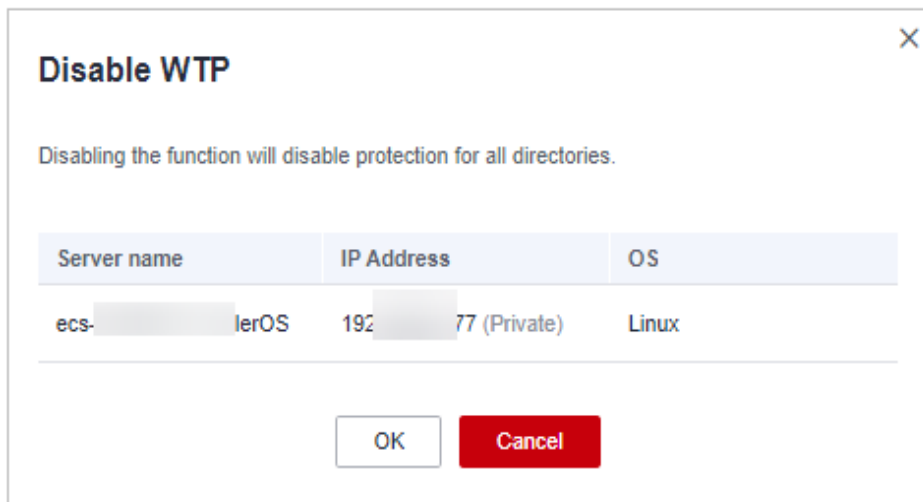 Disable WTP
Disabling the function will disable protection for all directories.
Server name IP Address OS
ecs- lerOS 192 77 (Private) Linux
OK Cancel